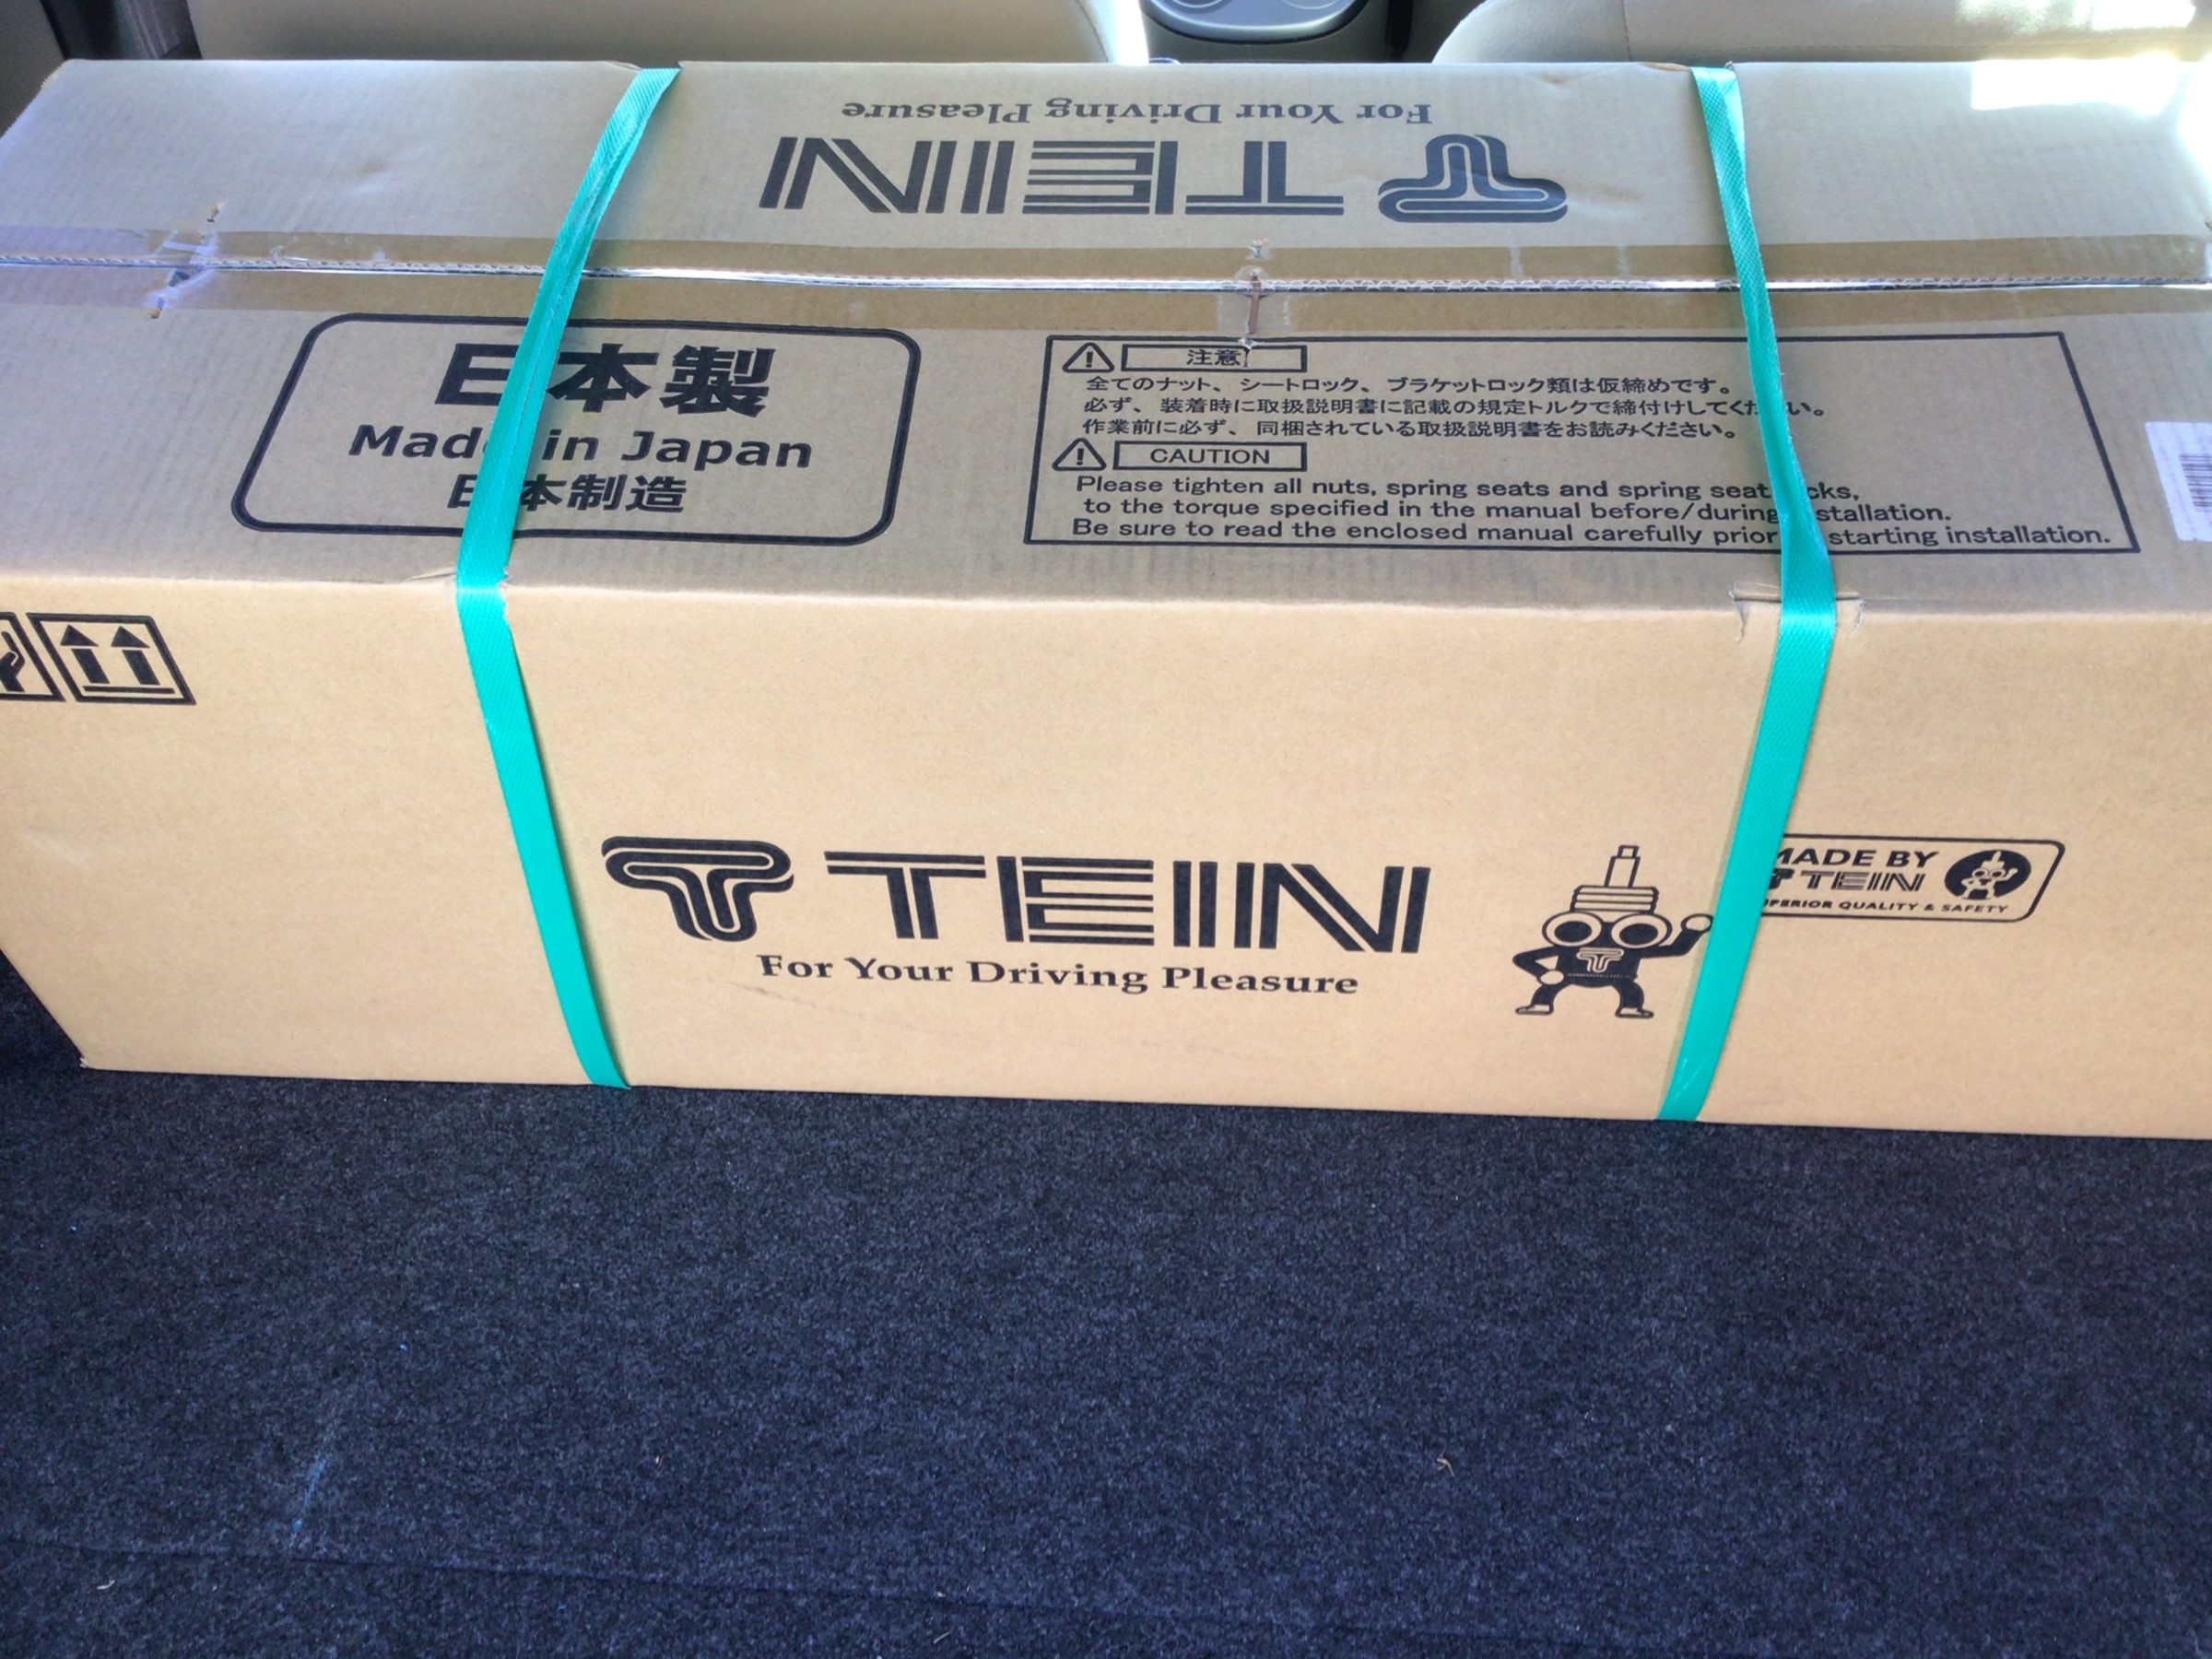 For Your Driving Pleasure
TEIN
日本製
Made in Japan
日本制造
注意
全てのナット、シートロック、ブラケットロック類は仮締めです。
必ず、装着時に取扱説明書に記載の規定トルクで締付けしてくだ い。
作業前に必ず、同梱されている取扱説明書をお読みください。
CAUTION
Please tighten all nuts, spring seats and spring seat cks,
to the torque specified in the manual before/during stallation.
Be sure to read the enclosed manual carefully prior starting installation.
TEIN
For Your Driving Pleasure
MADE BY
TEIN
PERIOR QUALITY & SAFETY